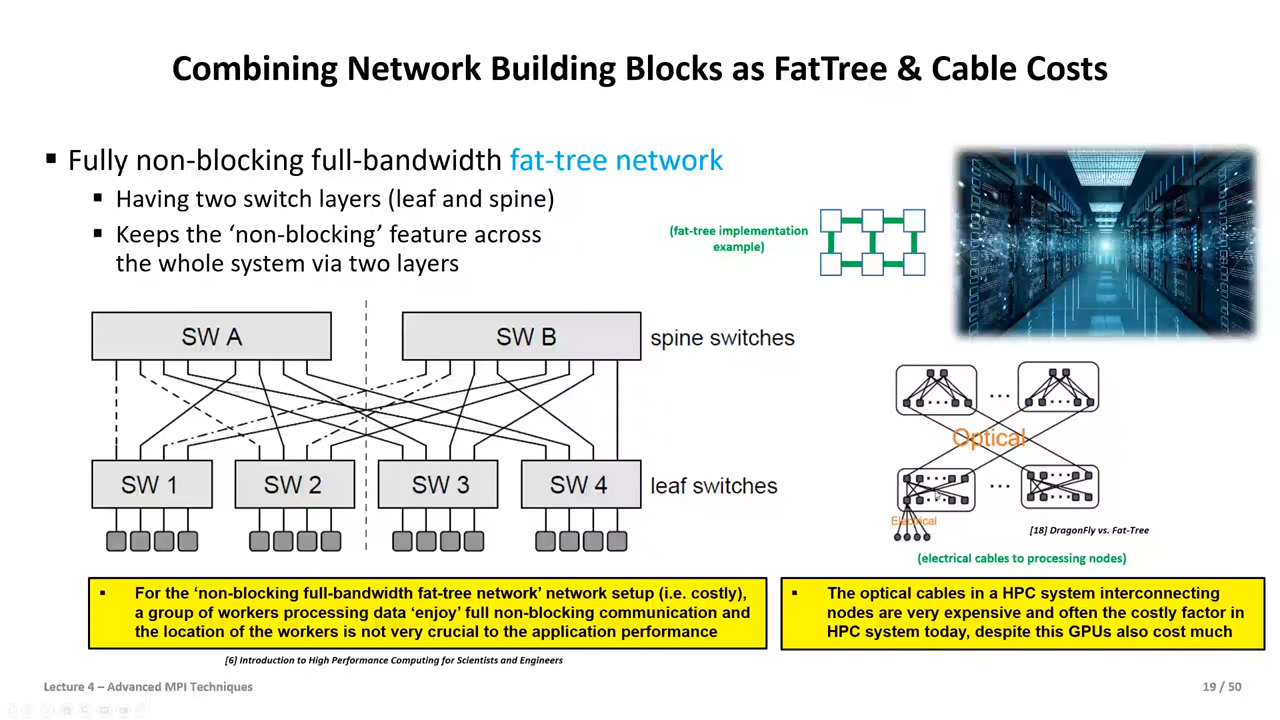 Combining Network Building Blocks as FatTree & Cable Costs
▪ Fully non-blocking full-bandwidth fat-tree network
▪ Having two switch layers (leaf and spine)
▪ Keeps the ‘non-blocking’ feature across
the whole system via two layers
(fat-tree implementation
example)
SW A
SW B
spine switches
SW 1
SW 2
SW 3
SW 4
leaf switches
Optical
Electrical
[18] DragonFly vs. Fat-Tree
(electrical cables to processing nodes)
▪ For the ‘non-blocking full-bandwidth fat-tree network’ network setup (i.e. costly),
a group of workers processing data ‘enjoy’ full non-blocking communication and
the location of the workers is not very crucial to the application performance
▪ The optical cables in a HPC system interconnecting
nodes are very expensive and often the costly factor in
HPC system today, despite this GPUs also cost much
[6] Introduction to High Performance Computing for Scientists and Engineers
Lecture 4 – Advanced MPI Techniques
19 / 50